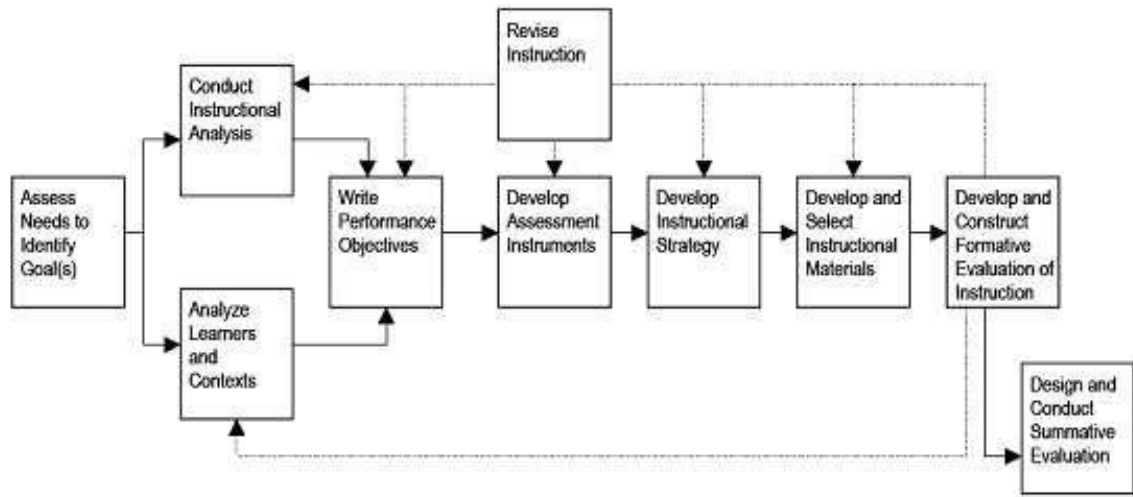 Revise
Instruction
Conduct
Instructional
Analysis
Assess
Needs to
Identify
Goal(s)
Write
Performance
Objectives
Develop
Assessment
Instruments
Develop
Instructional
Strategy
Develop and
Select
Instructional
Materials
Develop and
Construct
Formative
Evaluation of
Instruction
Analyze
Learners
and
Contexts
Design and
Conduct
Summative
Evaluation